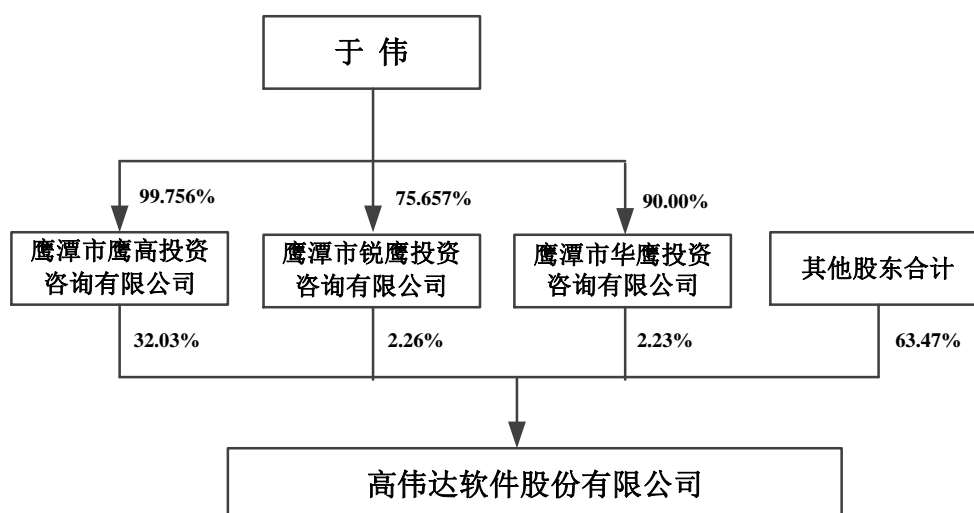 于 伟
99.756%
75.657%
90.00%
鹰潭市鹰高投资
咨询有限公司
鹰潭市锐鹰投资
咨询有限公司
鹰潭市华鹰投资
咨询有限公司
其他股东合计
32.03%
2.26%
2.23%
63.47%
高伟达软件股份有限公司